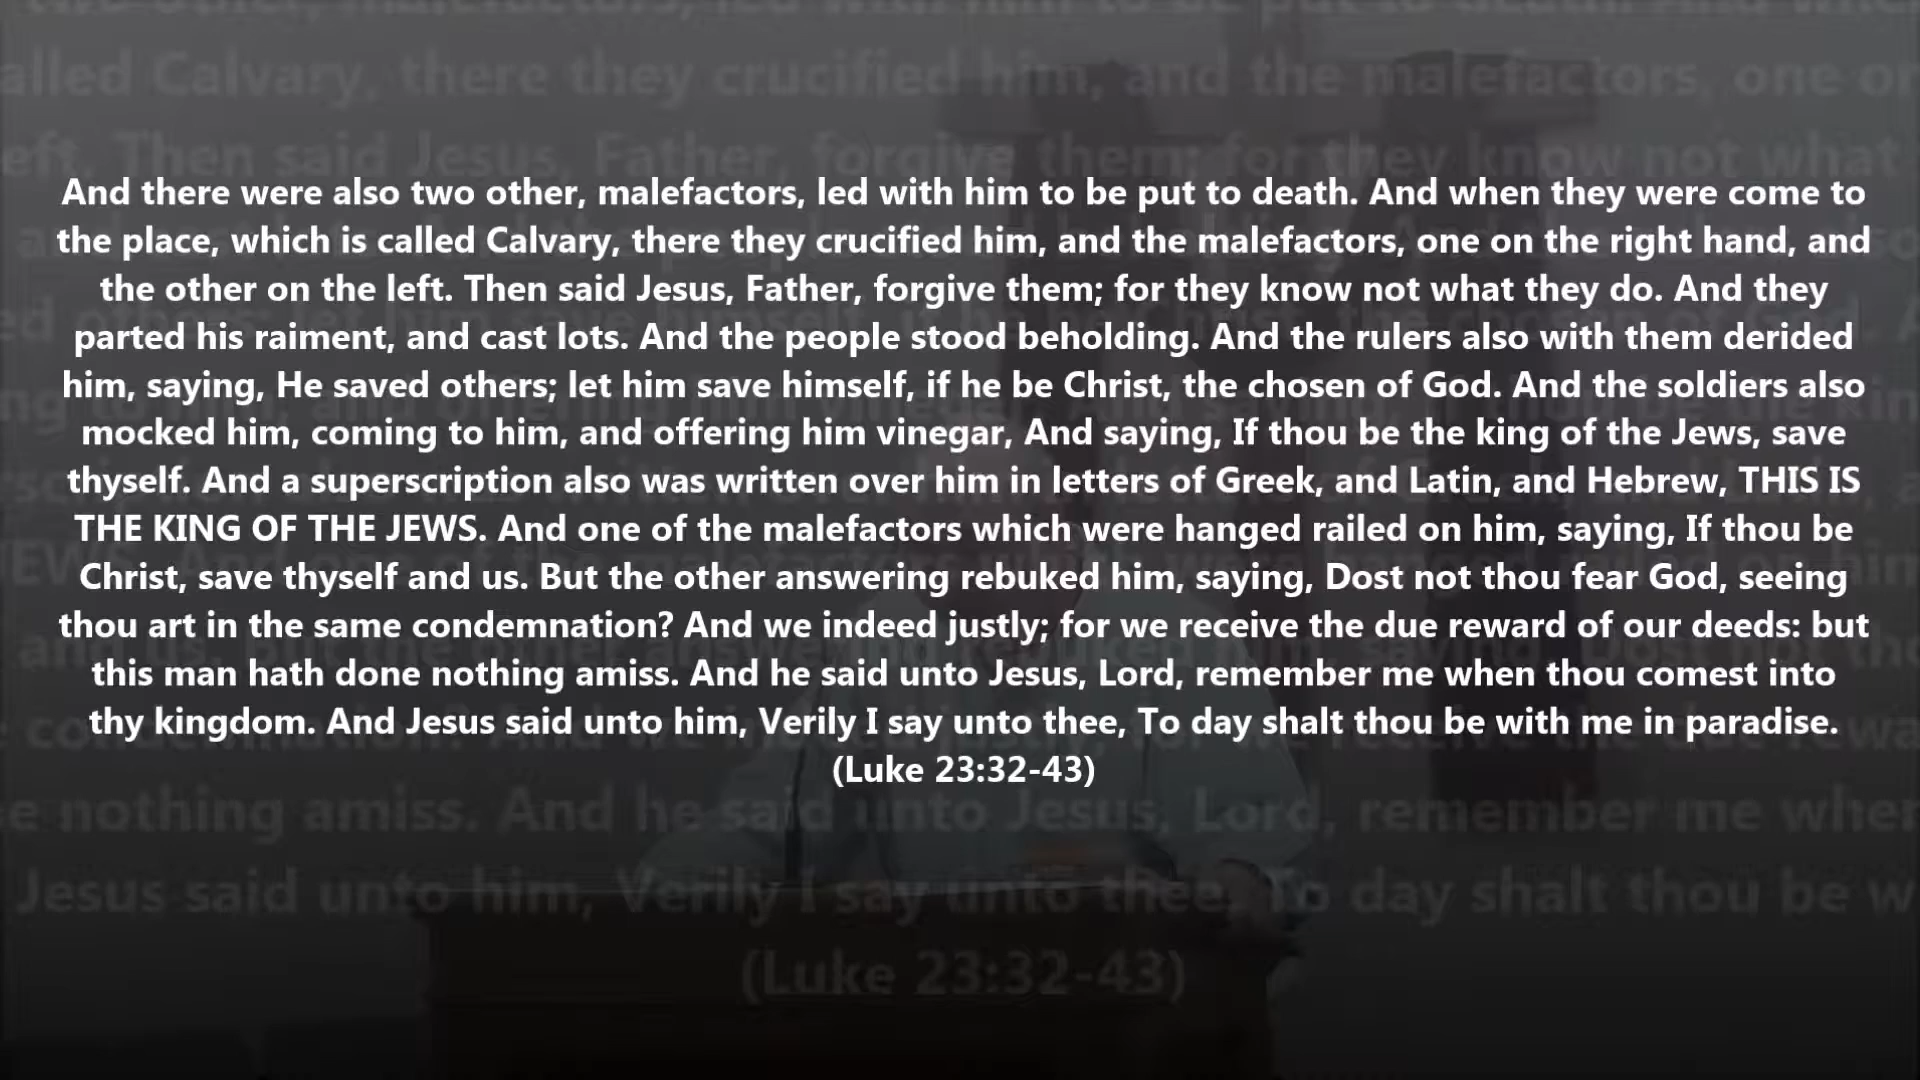 And there were also two other, malefactors, led with him to be put to death. And when they were come to
the place, which is called Calvary, there they crucified him, and the malefactors, one on the right hand, and
the other on the left. Then said Jesus, Father, forgive them; for they know not what they do. And they
parted his raiment, and cast lots. And the people stood beholding. And the rulers also with them derided
him, saying, He saved others; let him save himself, if he be Christ, the chosen of God. And the soldiers also
mocked him, coming to him, and offering him vinegar, And saying, If thou be the king of the Jews, save
thyself. And a superscription also was written over him in letters of Greek, and Latin, and Hebrew, THIS IS
THE KING OF THE JEWS. And one of the malefactors which were hanged railed on him, saying, If thou be
Christ, save thyself and us. But the other answering rebuked him, saying, Dost not thou fear God, seeing
thou art in the same condemnation? And we indeed justly; for we receive the due reward of our deeds: but
this man hath done nothing amiss. And he said unto Jesus, Lord, remember me when thou comest into
thy kingdom. And Jesus said unto him, Verily I say unto thee, To day shalt thou be with me in paradise.
(Luke 23:32-43)